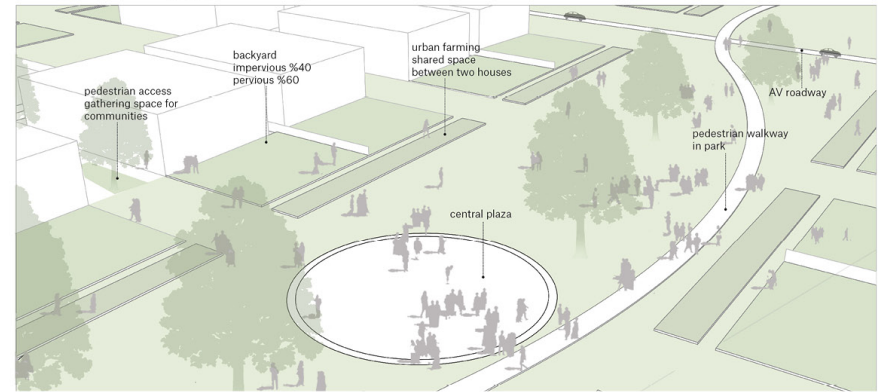 backyard
impervious %40
pervious %60
urban farming
shared space
between two houses
pedestrian access
gathering space for
communities
AV roadway
pedestrian walkway
in park
central plaza